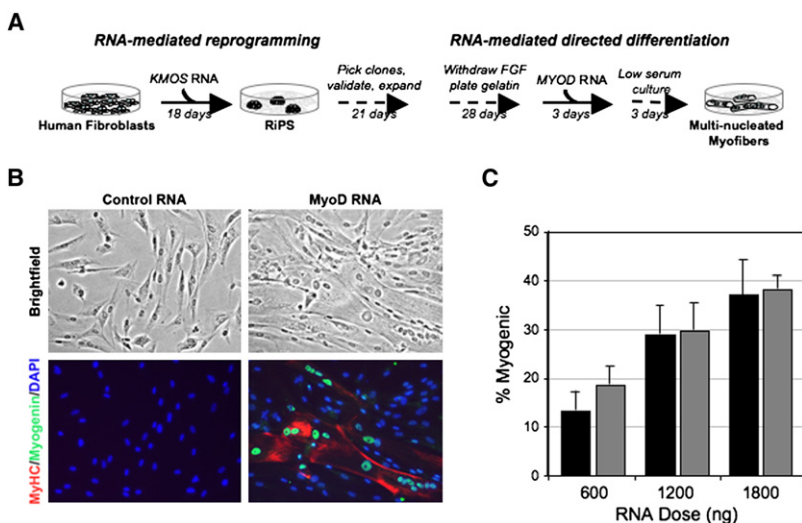 A
RNA-mediated reprogramming
RNA-mediated directed differentiation
KMOS RNA
18 days
Human Fibroblasts
RiPS
Pick clones,
validate, expand
21 days
Withdraw FGF
plate gelatin
28 days
MYOD RNA
3 days
Low serum
culture
3 days
Multi-nucleated
Myofibers
B
Control RNA
MyoD RNA
Brightfield
MyHC/Myogenin/DAPI
C
% Myogenic
50
40
30
20
10
0
600 1200 1800
RNA Dose (ng)